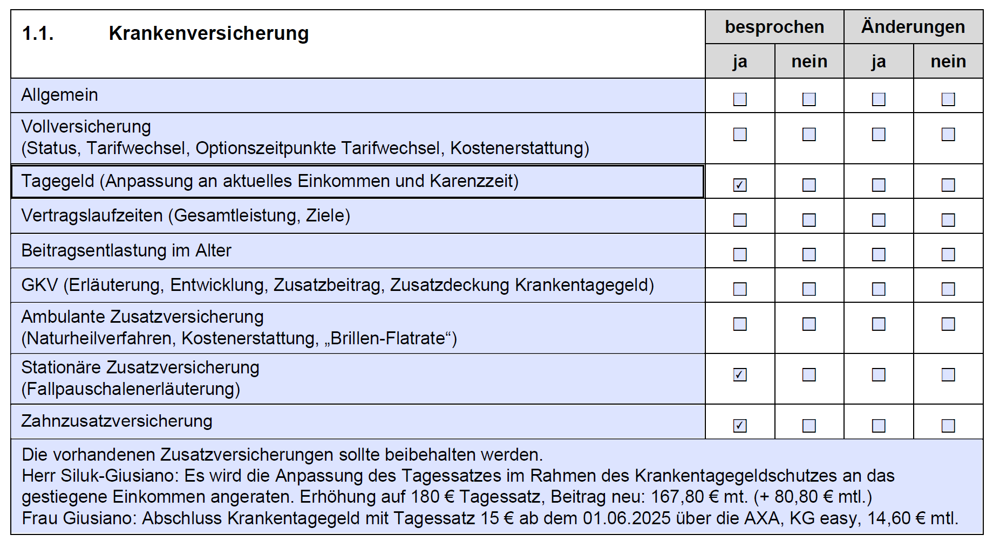 1.1. Krankenversicherung
besprochen Änderungen
ja nein ja nein
Allgemein
Vollversicherung
(Status, Tarifwechsel, Optionszeitpunkte Tarifwechsel, Kostenerstattung)
Tagegeld (Anpassung an aktuelles Einkommen und Karenzzeit)
Vertragslaufzeiten (Gesamtleistung, Ziele)
Beitragsentlastung im Alter
GKV (Erläuterung, Entwicklung, Zusatzbeitrag, Zusatzdeckung Krankentagegeld)
Ambulante Zusatzversicherung
(Naturheilverfahren, Kostenerstattung, „Brillen-Flatrate“)
Stationäre Zusatzversicherung
(Fallpauschalenerläuterung)
Zahnzusatzversicherung
Die vorhandenen Zusatzversicherungen sollte beibehalten werden.
Herr Siluk-Giusiano: Es wird die Anpassung des Tagessatzes im Rahmen des Krankentagegeldschutzes an das
gestiegene Einkommen angeraten. Erhöhung auf 180 € Tagessatz, Beitrag neu: 167,80 € mt. (+ 80,80 € mtl.)
Frau Giusiano: Abschluss Krankentagegeld mit Tagessatz 15 € ab dem 01.06.2025 über die AXA, KG easy, 14,60 € mtl.